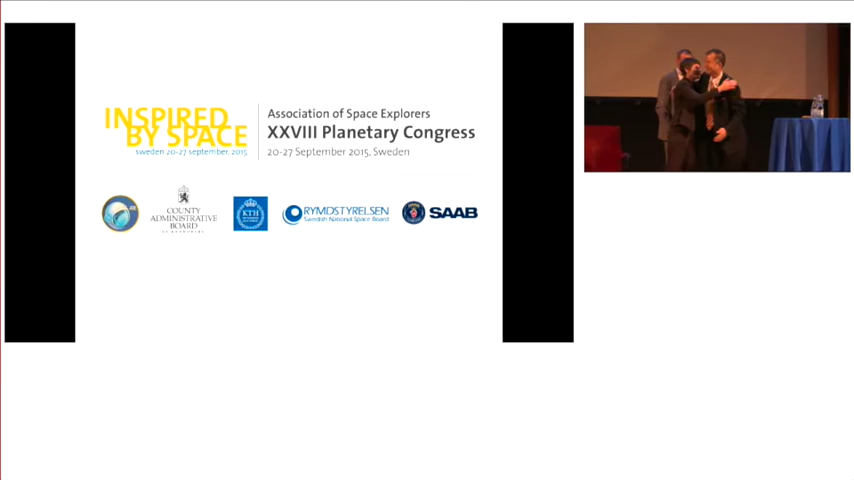 INSPIRED
BY SPACE
sweden 20-27 september, 2015
Association of Space Explorers
XXVIII Planetary Congress
20-27 September 2015, Sweden
COUNTY
ADMINISTRATIVE
BOARD
KTH
RYMDSTYRELSEN
Swedish National Space Board
SAAB